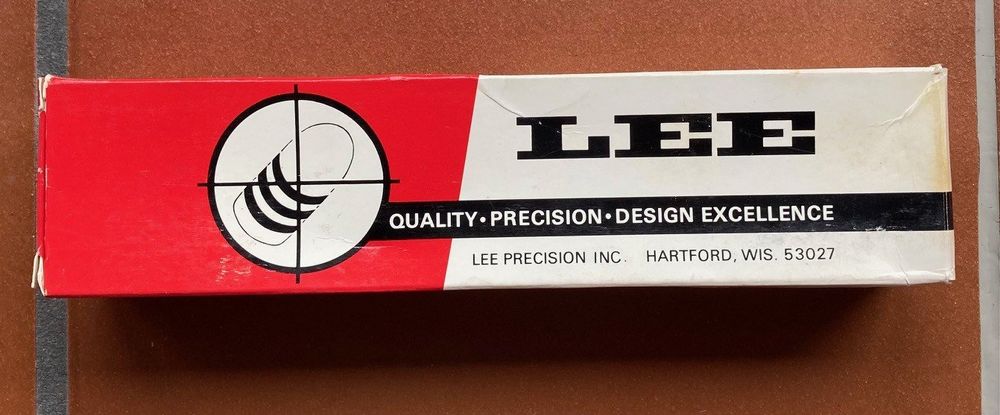 LEE
QUALITY•PRECISION•DESIGN EXCELLENCE
LEE PRECISION INC. HARTFORD, WIS. 53027